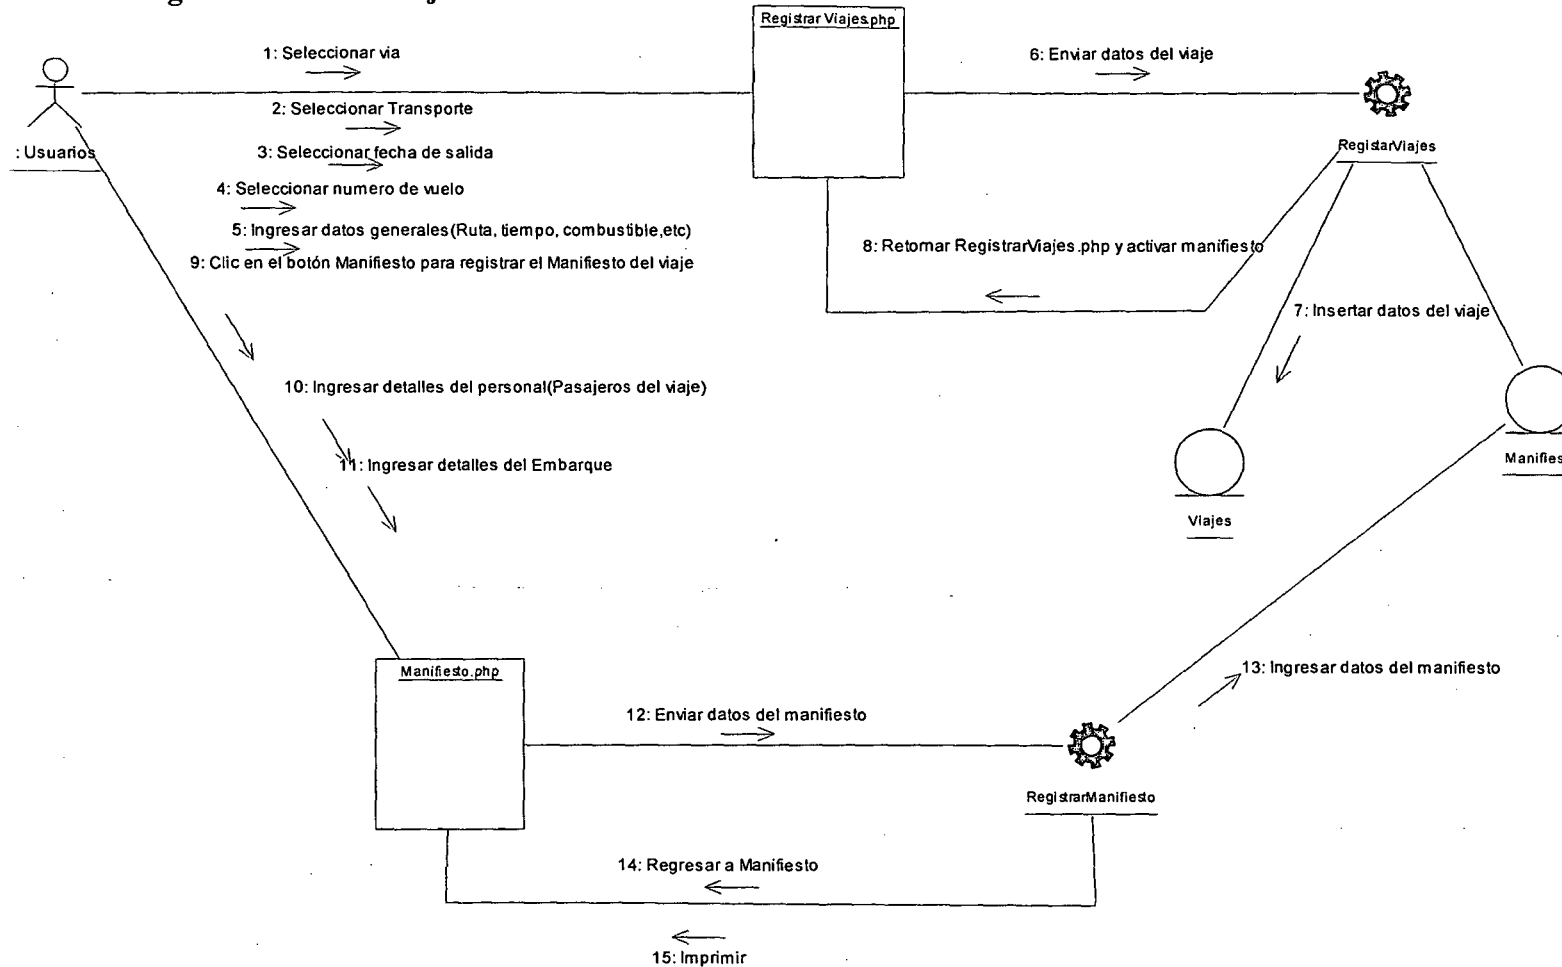 Registrar Viajes.php
1: Seleccionar via
6: Enviar datos del viaje
2: Seleccionar Transporte
: Usuarios
3: Seleccionar fecha de salida
RegistarViajes
4: Seleccionar numero de vuelo
5: Ingresar datos generales(Ruta, tiempo, combustible,etc)
8: Retornar RegistrarViajes.php y activar manifiesto
9: Clic en el botón Manifiesto para registrar el Manifiesto del viaje
7: Insertar datos del viaje
10: Ingresar detalles del personal(Pasajeros del viaje)
11: Ingresar detalles del Embarque
Manifies
Viajes
Manifiesto.php
13: Ingresar datos del manifiesto
12: Enviar datos del manifiesto
RegistrarManifiesto
14: Regresar a Manifiesto
15: Imprimir